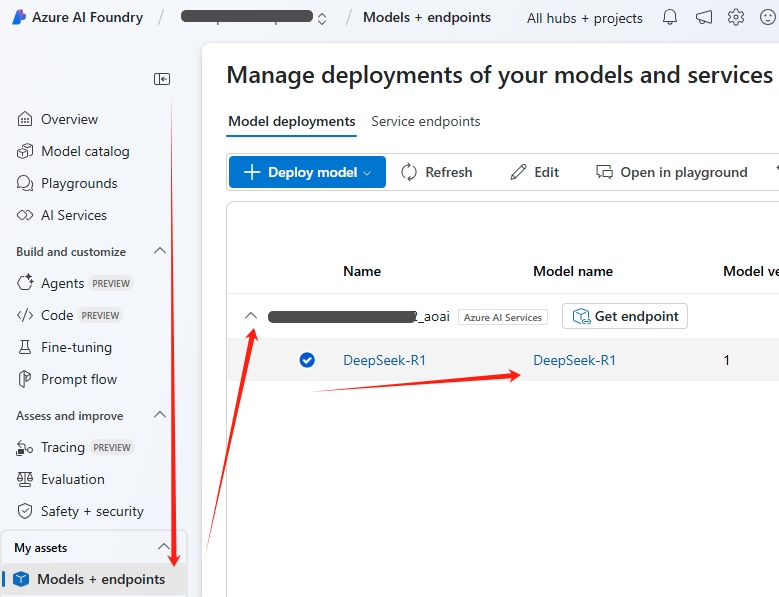 Azure AI Foundry / / Models + endpoints All hubs + projects
Manage deployments of your models and services
Model deployments Service endpoints
Deploy model Refresh Edit Open in playground
Overview
Model catalog
Playgrounds
AI Services
Build and customize
Agents PREVIEW
Code PREVIEW
Fine-tuning
Prompt flow
Assess and improve
Tracing PREVIEW
Evaluation
Safety + security
My assets
Models + endpoints
Name Model name Model ve
_aoai Azure AI Services Get endpoint
DeepSeek-R1 DeepSeek-R1 1